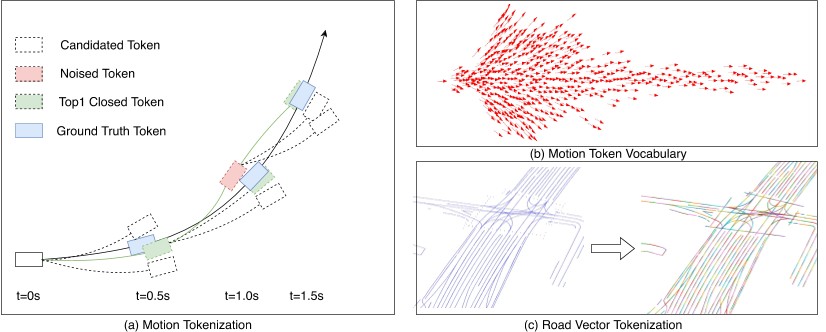 Candidated Token
Noised Token
Top1 Closed Token
Ground Truth Token
t=0s
t=0.5s
t=1.0s
t=1.5s
(a) Motion Tokenization
(b) Motion Token Vocabulary
(c) Road Vector Tokenization